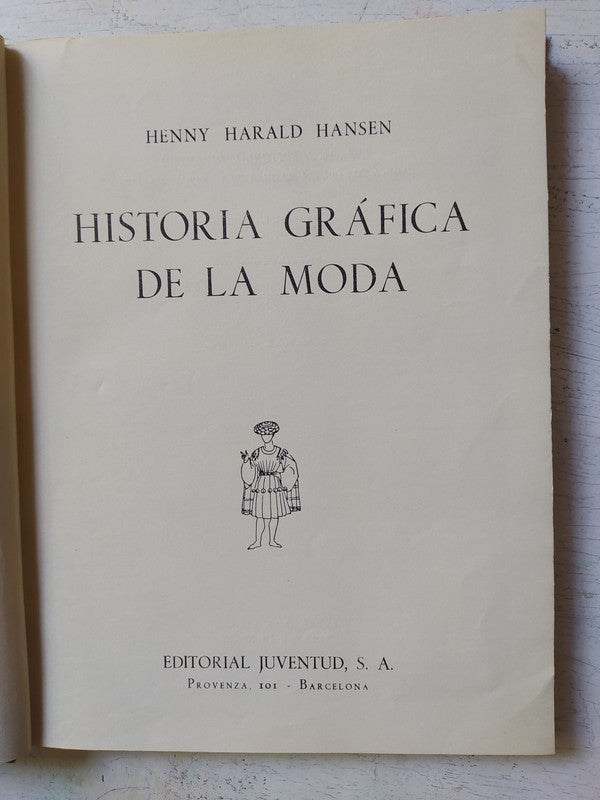 HENNY HARALD HANSEN
HISTORIA GRÁFICA
DE LA MODA
EDITORIAL JUVENTUD, S. A.
PROVENZA, 101 - BARCELONA